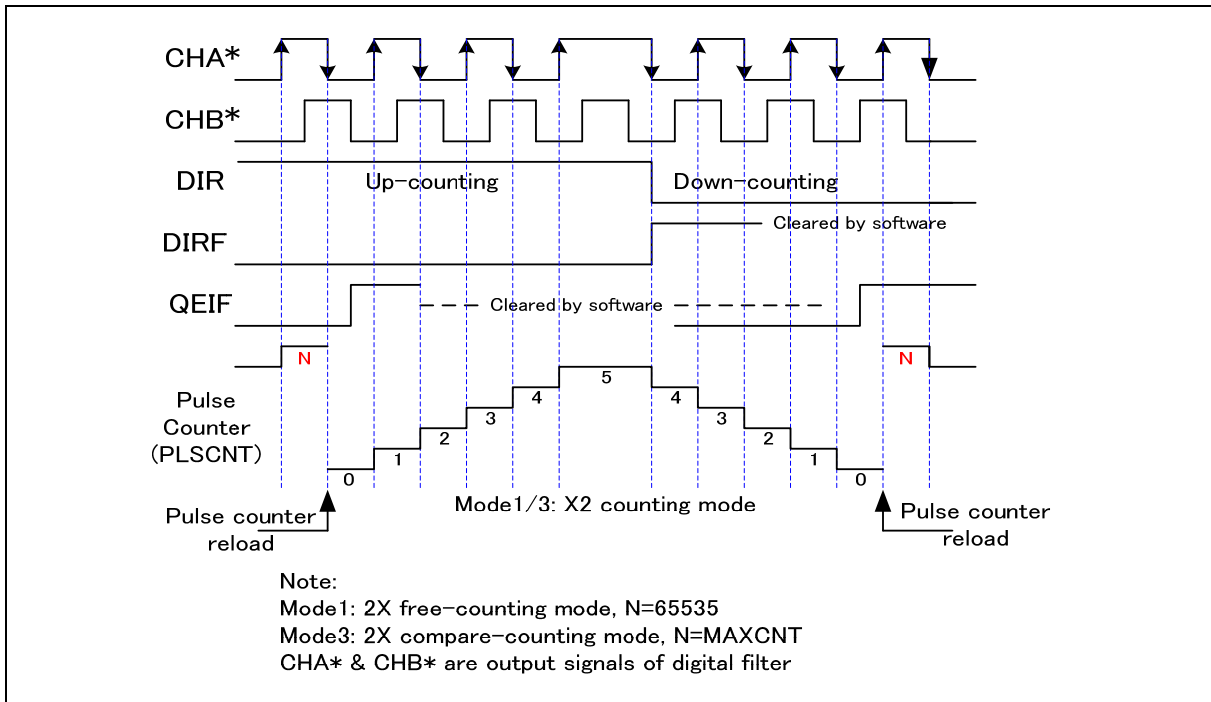 CHA*
CHB*
DIR
Up-counting
Down-counting
DIRF
Cleared by software
QEIF
Cleared by software
N
N
Pulse
Counter
(PLSCNT)
0
1
2
3
4
5
4
3
2
1
0
Mode1/3: X2 counting mode
Pulse counter
reload
Pulse counter
reload
Note:
Mode1: 2X free-counting mode, N=65535
Mode3: 2X compare-counting mode, N=MAXCNT
CHA* & CHB* are output signals of digital filter